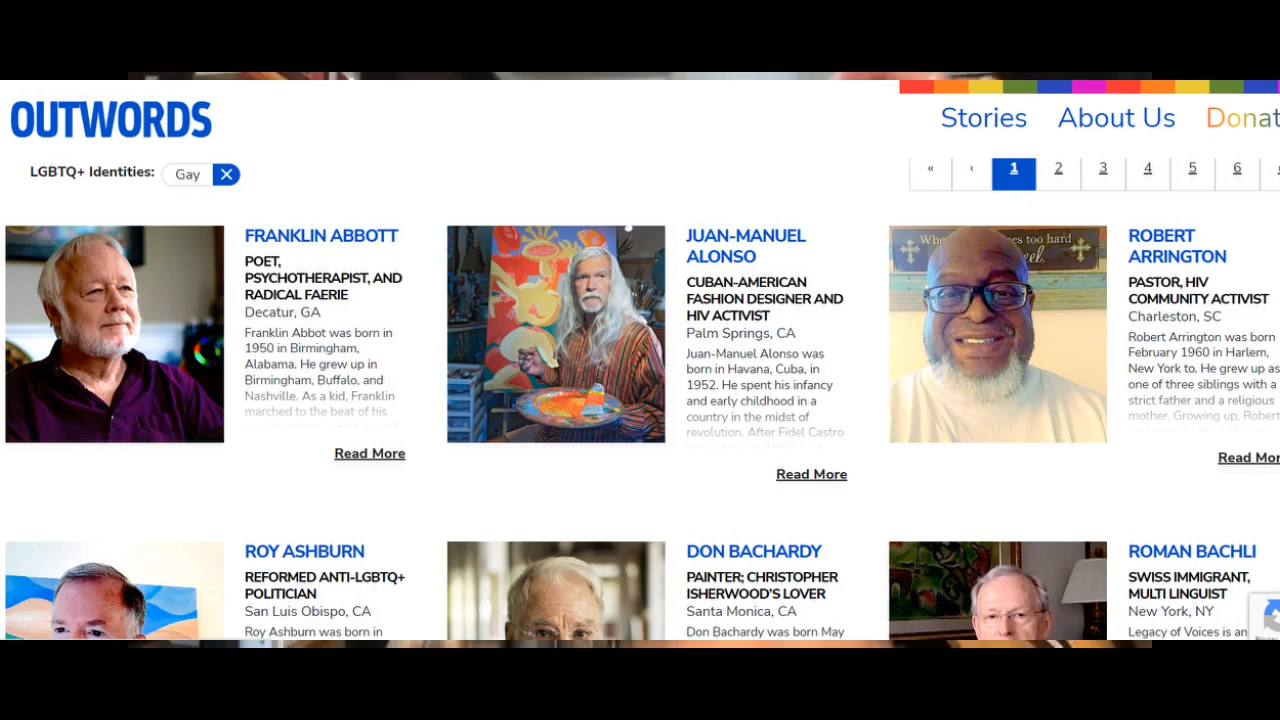 OUTWORDS
Stories About Us Donat
LGBTQ+ Identities: Gay ✕
« ‹ 1 2 3 4 5 6
FRANKLIN ABBOTT
POET,
PSYCHOTHERAPIST, AND
RADICAL FAERIE
Decatur, GA
Franklin Abbot was born in
1950 in Birmingham,
Alabama. He grew up in
Birmingham, Buffalo, and
Nashville. As a kid, Franklin
marched to the beat of his
Read More
JUAN-MANUEL
ALONSO
CUBAN-AMERICAN
FASHION DESIGNER AND
HIV ACTIVIST
Palm Springs, CA
Juan-Manuel Alonso was
born in Havana, Cuba, in
1952. He spent his infancy
and early childhood in a
country in the midst of
revolution. After Fidel Castro
Read More
too hard
ROBERT
ARRINGTON
PASTOR, HIV
COMMUNITY ACTIVIST
Charleston, SC
Robert Arrington was born
February 1960 in Harlem,
New York to. He grew up as
one of three siblings with a
strict father and a religious
mother. Growing up, Robert
Read Mor
ROY ASHBURN
REFORMED ANTI-LGBTQ+
POLITICIAN
San Luis Obispo, CA
Roy Ashburn was born in
DON BACHARDY
PAINTER; CHRISTOPHER
ISHERWOOD'S LOVER
Santa Monica, CA
Don Bachardy was born May
ROMAN BACHLI
SWISS IMMIGRANT,
MULTI LINGUIST
New York, NY
Legacy of Voices is an